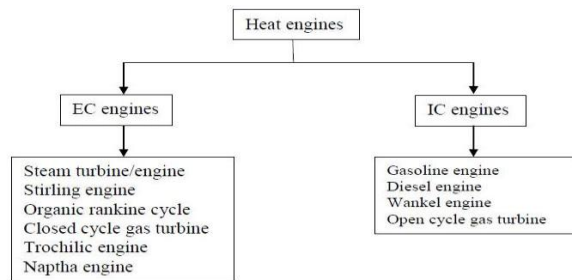 Heat engines
EC engines
IC engines
Steam turbine/engine
Stirling engine
Organic rankine cycle
Closed cycle gas turbine
Trochilic engine
Naptha engine
Gasoline engine
Diesel engine
Wankel engine
Open cycle gas turbine